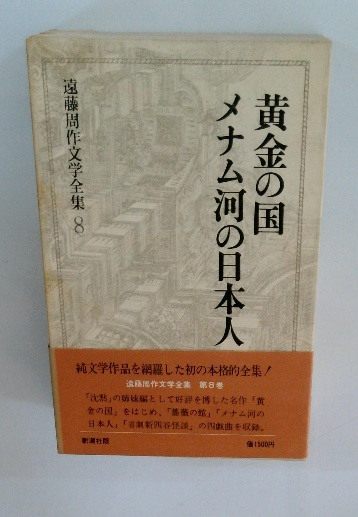 黄金の国
メナム河の日本人
遠藤周作文学全集 8
純文学作品を網羅した初の本格的全集!
遠藤周作文学全集 第8巻
「沈黙」の姉妹編として好評を博した名作「黄
金の国」をはじめ、「薔薇の館」「メナム河の
日本人」「喜劇新四谷怪談」の四戯曲を収録。
新潮社版
価1500円